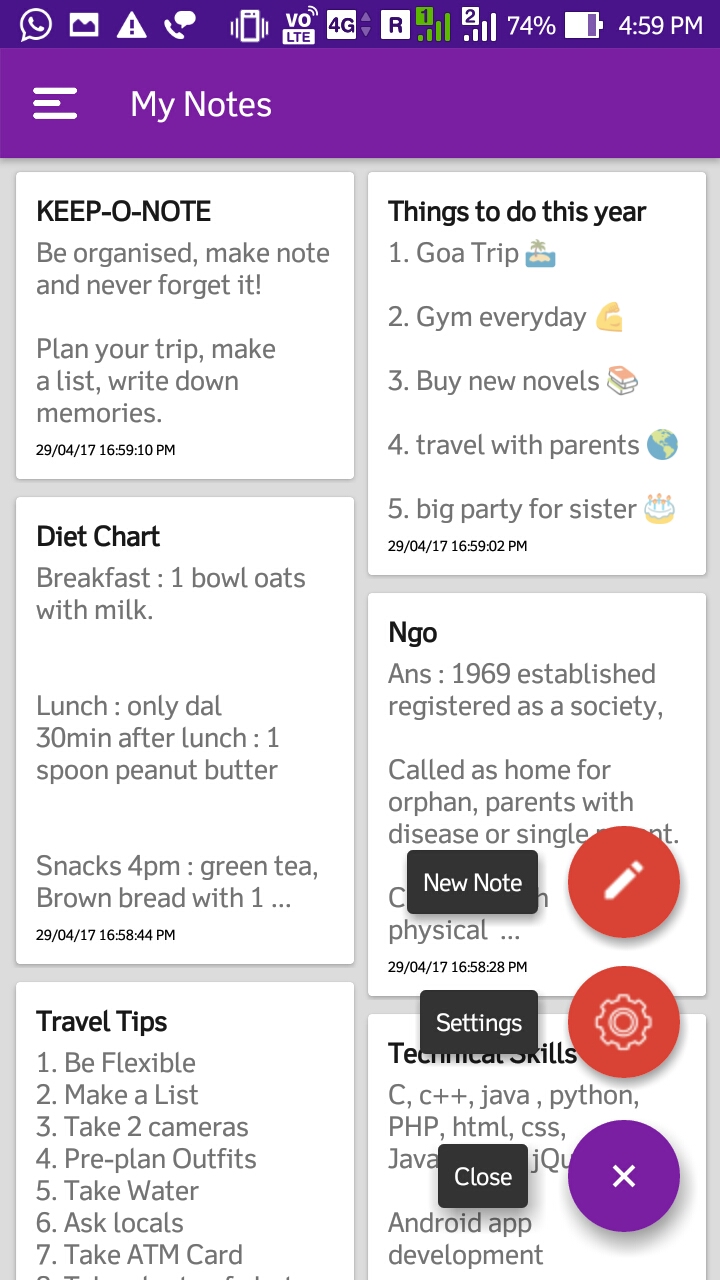 VO LTE 4G R 1 2 74% 4:59 PM
My Notes
KEEP-O-NOTE
Be organised, make note
and never forget it!
Plan your trip, make
a list, write down
memories.
29/04/17 16:59:10 PM
Things to do this year
1. Goa Trip 🏝️
2. Gym everyday 💪
3. Buy new novels 📚
4. travel with parents 🌎
5. big party for sister 🎂
29/04/17 16:59:02 PM
Diet Chart
Breakfast : 1 bowl oats
with milk.
Lunch : only dal
30min after lunch : 1
spoon peanut butter
Snacks 4pm : green tea,
Brown bread with 1 ...
29/04/17 16:58:44 PM
Ngo
Ans : 1969 established
registered as a society,
Called as home for
orphan, parents with
disease or single
physical ...
29/04/17 16:58:28 PM
New Note
Settings
Close
Travel Tips
1. Be Flexible
2. Make a List
3. Take 2 cameras
4. Pre-plan Outfits
5. Take Water
6. Ask locals
7. Take ATM Card
Technical Skills
C, c++, java , python,
PHP, html, css,
Android app
development